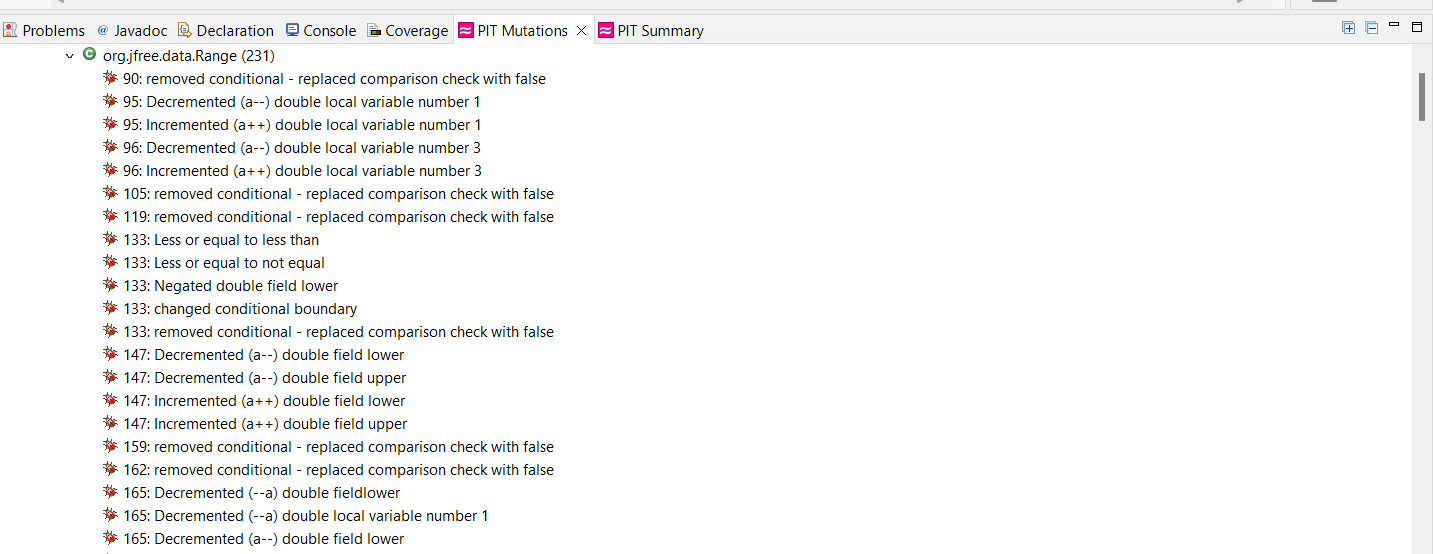 Problems @ Javadoc Declaration Console Coverage PIT Mutations PIT Summary
org.jfree.data.Range (231)
90: removed conditional - replaced comparison check with false
95: Decremented (a--) double local variable number 1
95: Incremented (a++) double local variable number 1
96: Decremented (a--) double local variable number 3
96: Incremented (a++) double local variable number 3
105: removed conditional - replaced comparison check with false
119: removed conditional - replaced comparison check with false
133: Less or equal to less than
133: Less or equal to not equal
133: Negated double field lower
133: changed conditional boundary
133: removed conditional - replaced comparison check with false
147: Decremented (a--) double field lower
147: Decremented (a--) double field upper
147: Incremented (a++) double field lower
147: Incremented (a++) double field upper
159: removed conditional - replaced comparison check with false
162: removed conditional - replaced comparison check with false
165: Decremented (--a) double fieldlower
165: Decremented (--a) double local variable number 1
165: Decremented (a--) double field lower